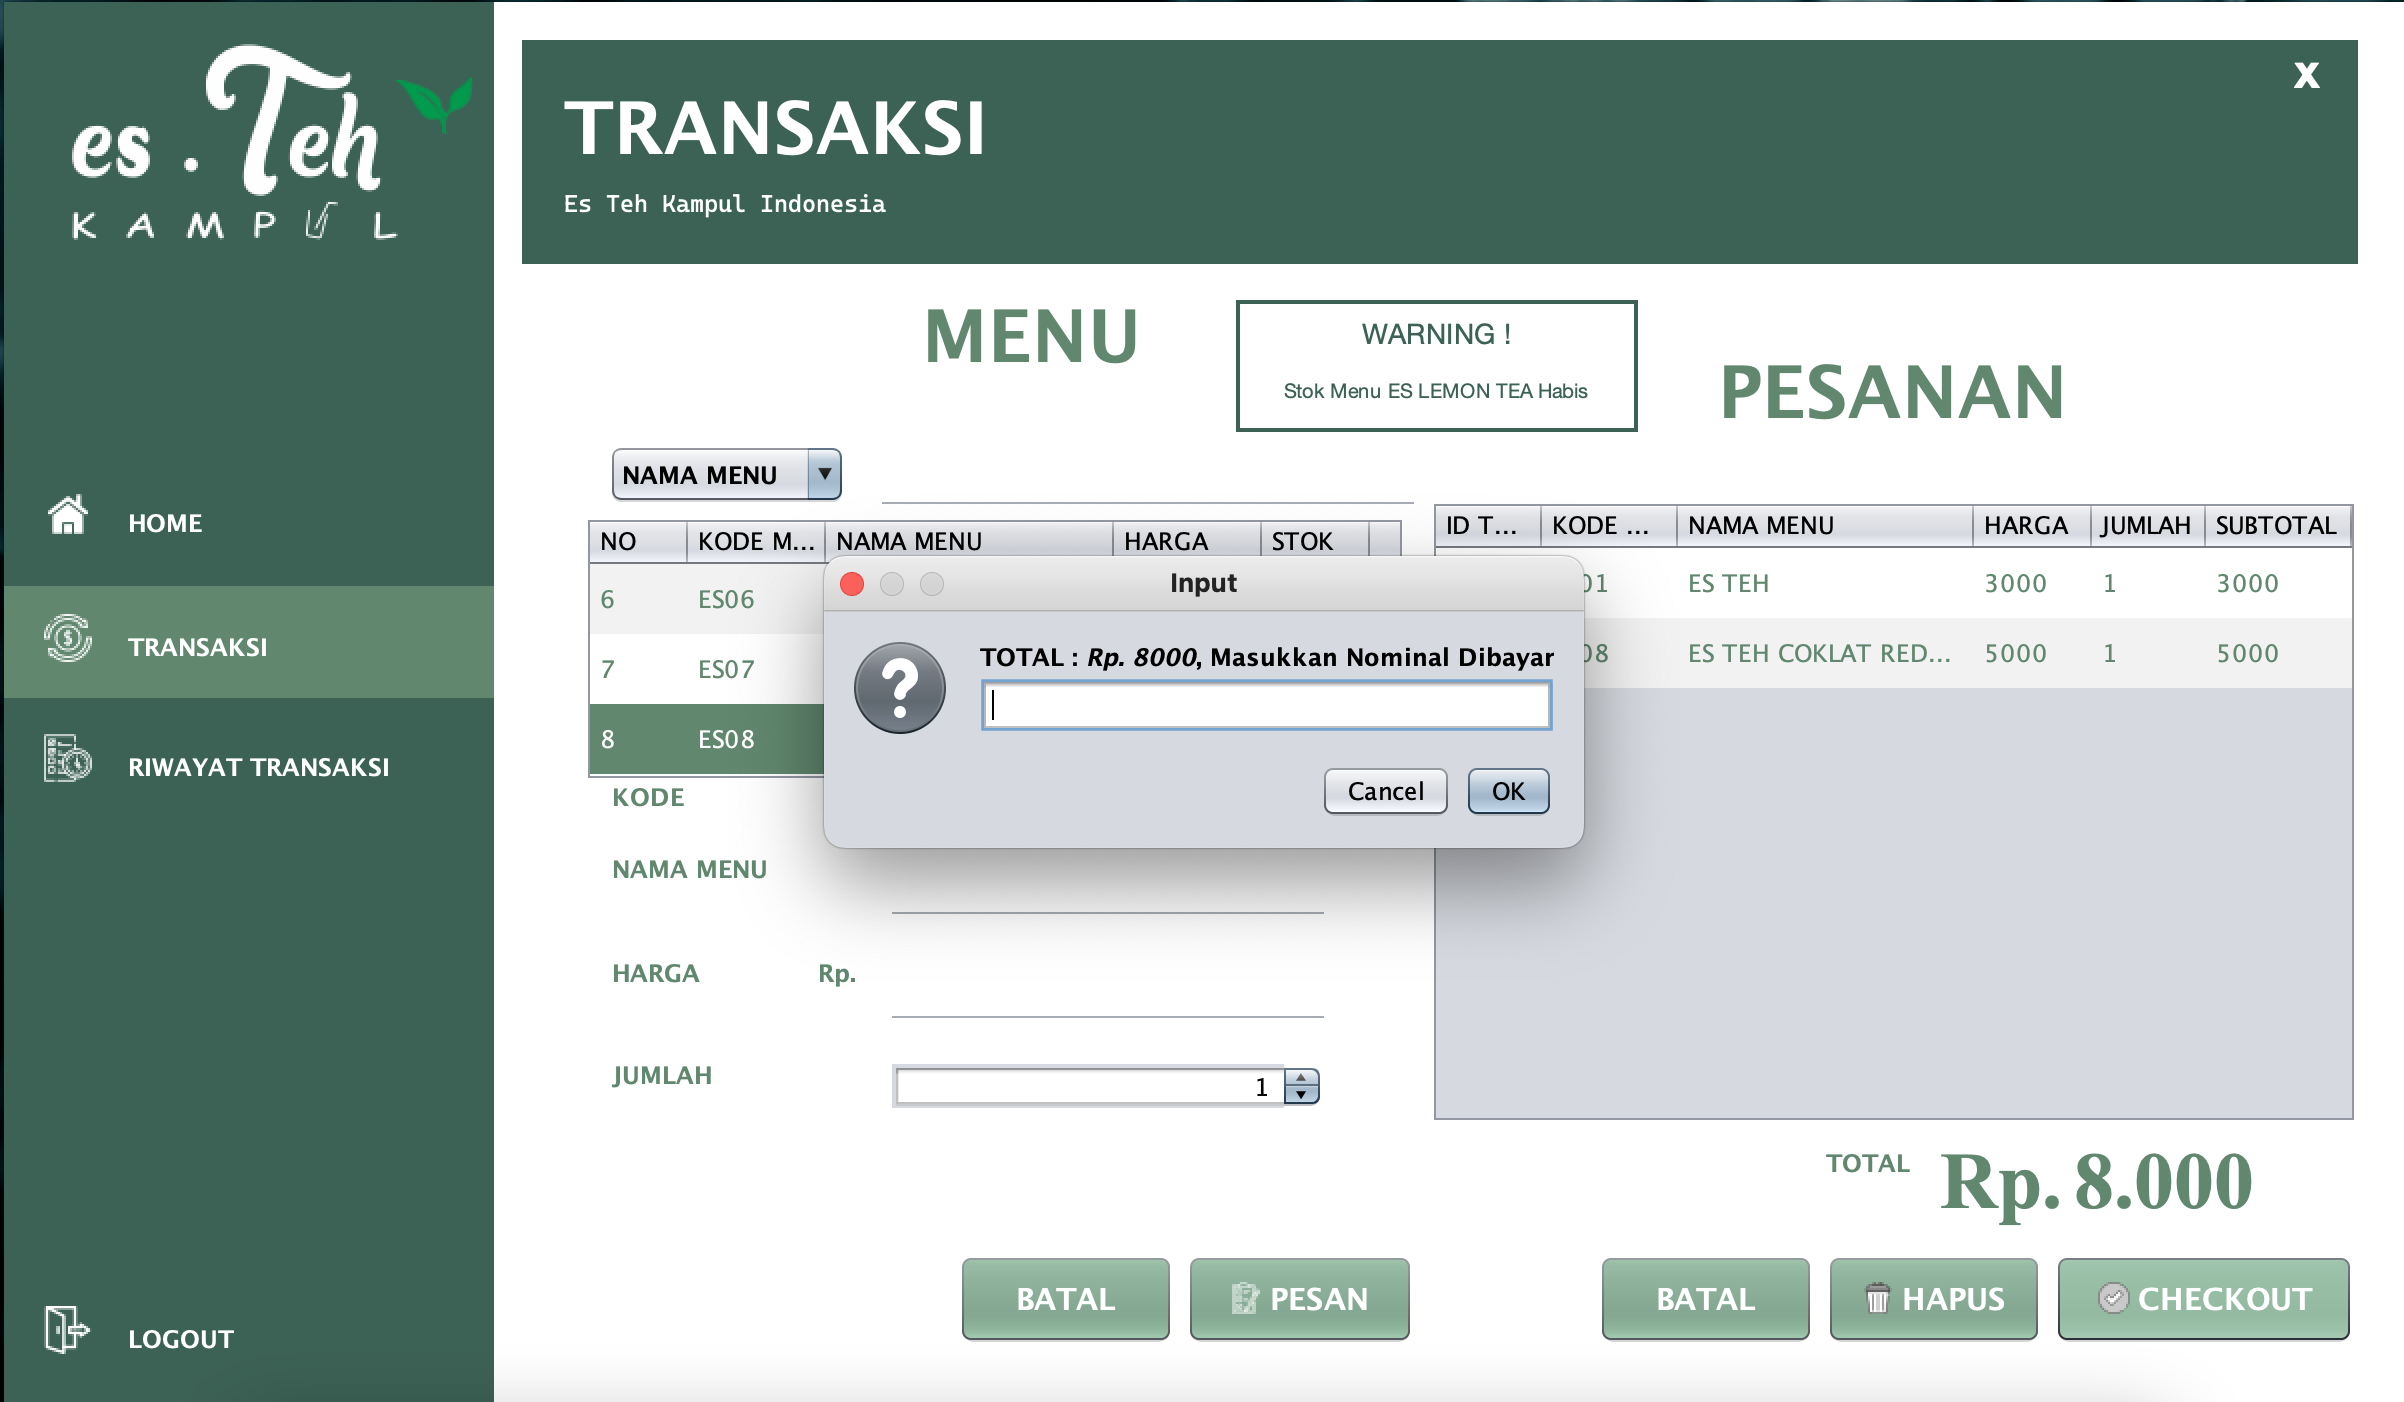 es . Teh
KAMPUL
HOME
TRANSAKSI
RIWAYAT TRANSAKSI
LOGOUT
TRANSAKSI
X
Es Teh Kampul Indonesia
MENU
WARNING !
Stok Menu ES LEMON TEA Habis
PESANAN
NAMA MENU
NO KODE M... NAMA MENU HARGA STOK
6 ES06
7 ES07
8 ES08
ID T... KODE ... NAMA MENU HARGA JUMLAH SUBTOTAL
01 ES TEH 3000 1 3000
08 ES TEH COKLAT RED... 5000 1 5000
Input
TOTAL : Rp. 8000, Masukkan Nominal Dibayar
Cancel OK
KODE
NAMA MENU
HARGA Rp.
JUMLAH 1
TOTAL Rp. 8.000
BATAL PESAN
BATAL HAPUS CHECKOUT